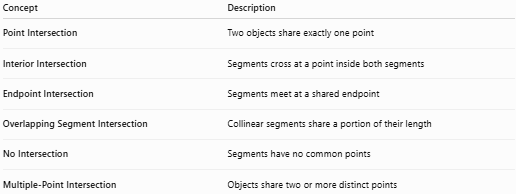 Concept Description
Point Intersection Two objects share exactly one point
Interior Intersection Segments cross at a point inside both segments
Endpoint Intersection Segments meet at a shared endpoint
Overlapping Segment Intersection Collinear segments share a portion of their length
No Intersection Segments have no common points
Multiple-Point Intersection Objects share two or more distinct points